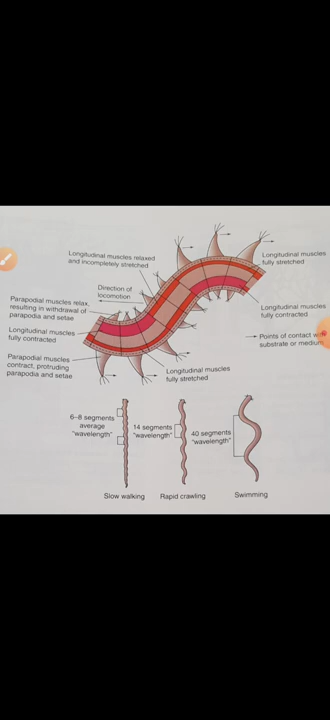 Longitudinal muscles relaxed
and incompletely stretched
Longitudinal muscles
fully stretched
Direction of
locomotion
Parapodial muscles relax,
resulting in withdrawal of
parapodia and setae
Longitudinal muscles
fully contracted
Longitudinal muscles
fully contracted
Points of contact with
substrate or medium
Parapodial muscles
contract, protruding
parapodia and setae
Longitudinal muscles
fully stretched
6–8 segments
average
"wavelength"
14 segments
"wavelength"
40 segments
"wavelength"
Slow walking
Rapid crawling
Swimming